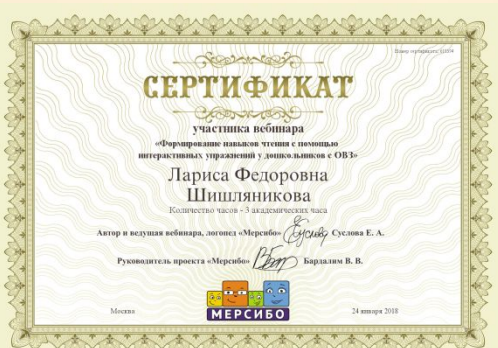 СЕРТИФИКАТ
участника вебинара
«Формирование навыков чтения с помощью
интерактивных упражнений у дошкольников с ОВЗ»
Лариса Федоровна
Шишляникова
Количество часов - 3 академических часа
Автор и ведущая вебинара, логопед «Мерсибо» Суслова Е. А.
Руководитель проекта «Мерсибо» Бардалим В. В.
Москва
МЕРСИБО
24 января 2018